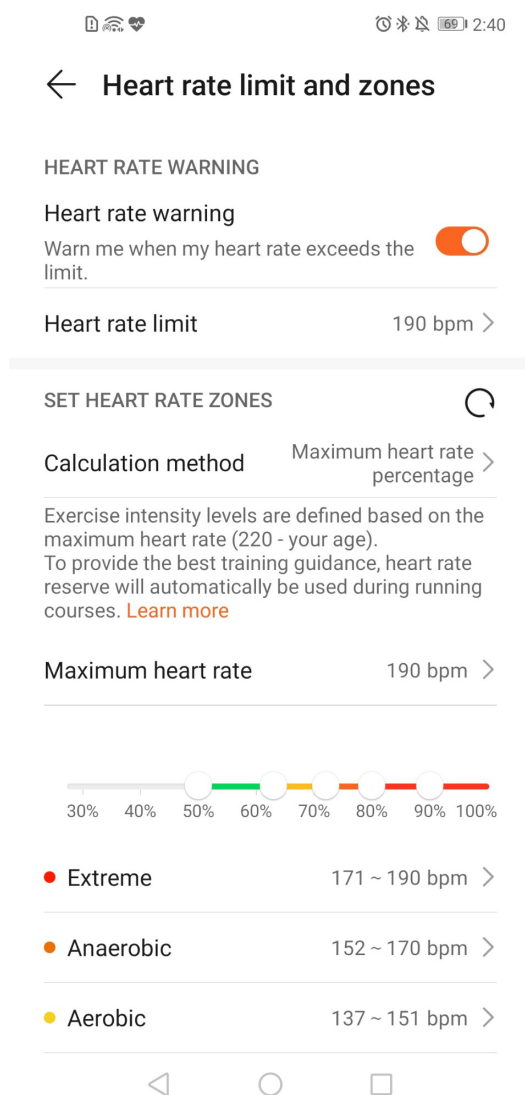 69 2:40
Heart rate limit and zones
HEART RATE WARNING
Heart rate warning
Warn me when my heart rate exceeds the
limit.
Heart rate limit 190 bpm
SET HEART RATE ZONES
Calculation method Maximum heart rate
percentage
Exercise intensity levels are defined based on the
maximum heart rate (220 - your age).
To provide the best training guidance, heart rate
reserve will automatically be used during running
courses. Learn more
Maximum heart rate 190 bpm
30% 40% 50% 60% 70% 80% 90% 100%
Extreme 171 ~ 190 bpm
Anaerobic 152 ~ 170 bpm
Aerobic 137 ~ 151 bpm